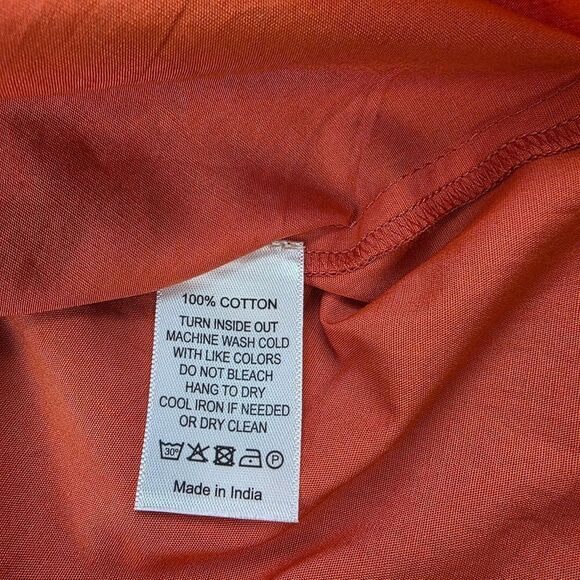 100% COTTON
TURN INSIDE OUT
MACHINE WASH COLD
WITH LIKE COLORS
DO NOT BLEACH
HANG TO DRY
COOL IRON IF NEEDED
OR DRY CLEAN
30° P
Made in India